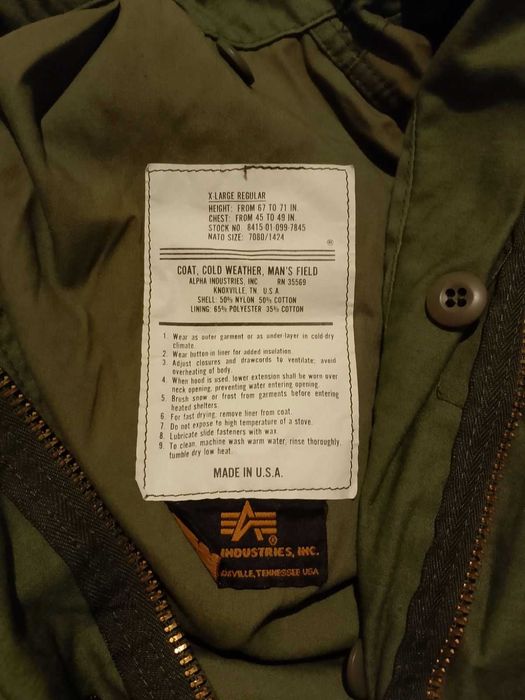 X-LARGE REGULAR
HEIGHT: FROM 67 TO 71 IN.
CHEST: FROM 45 TO 49 IN.
STOCK NO. 8415-01-099-7845
NATO SIZE: 7080/1424
®
COAT, COLD WEATHER, MAN'S FIELD
ALPHA INDUSTRIES, INC RN 35569
KNOXVILLE, TN U.S.A
SHELL: 50% NYLON 50% COTTON
LINING: 65% POLYESTER 35% COTTON
1. Wear as outer garment or as under-layer in cold-dry
climate.
2. Wear button-in liner for added insulation.
3. Adjust closures and drawcords to ventilate; avoid
overheating of body.
4. When hood is used, lower extension shall be worn over
neck opening, preventing water entering opening.
5. Brush snow or frost from garments before entering
heated shelters.
6. For fast drying, remove liner from coat.
7. Do not expose to high temperature of a stove.
8. Lubricate slide fasteners with wax.
9. To clean, machine wash warm water; rinse thoroughly,
tumble dry low heat.
MADE IN U.S.A.
®
INDUSTRIES, INC.
OXVILLE, TENNESSEE USA